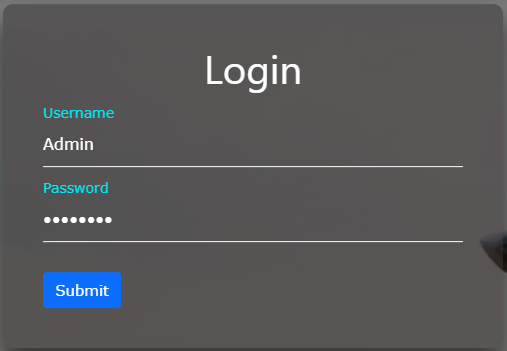 Login
Username
Admin
Password
••••••••
Submit